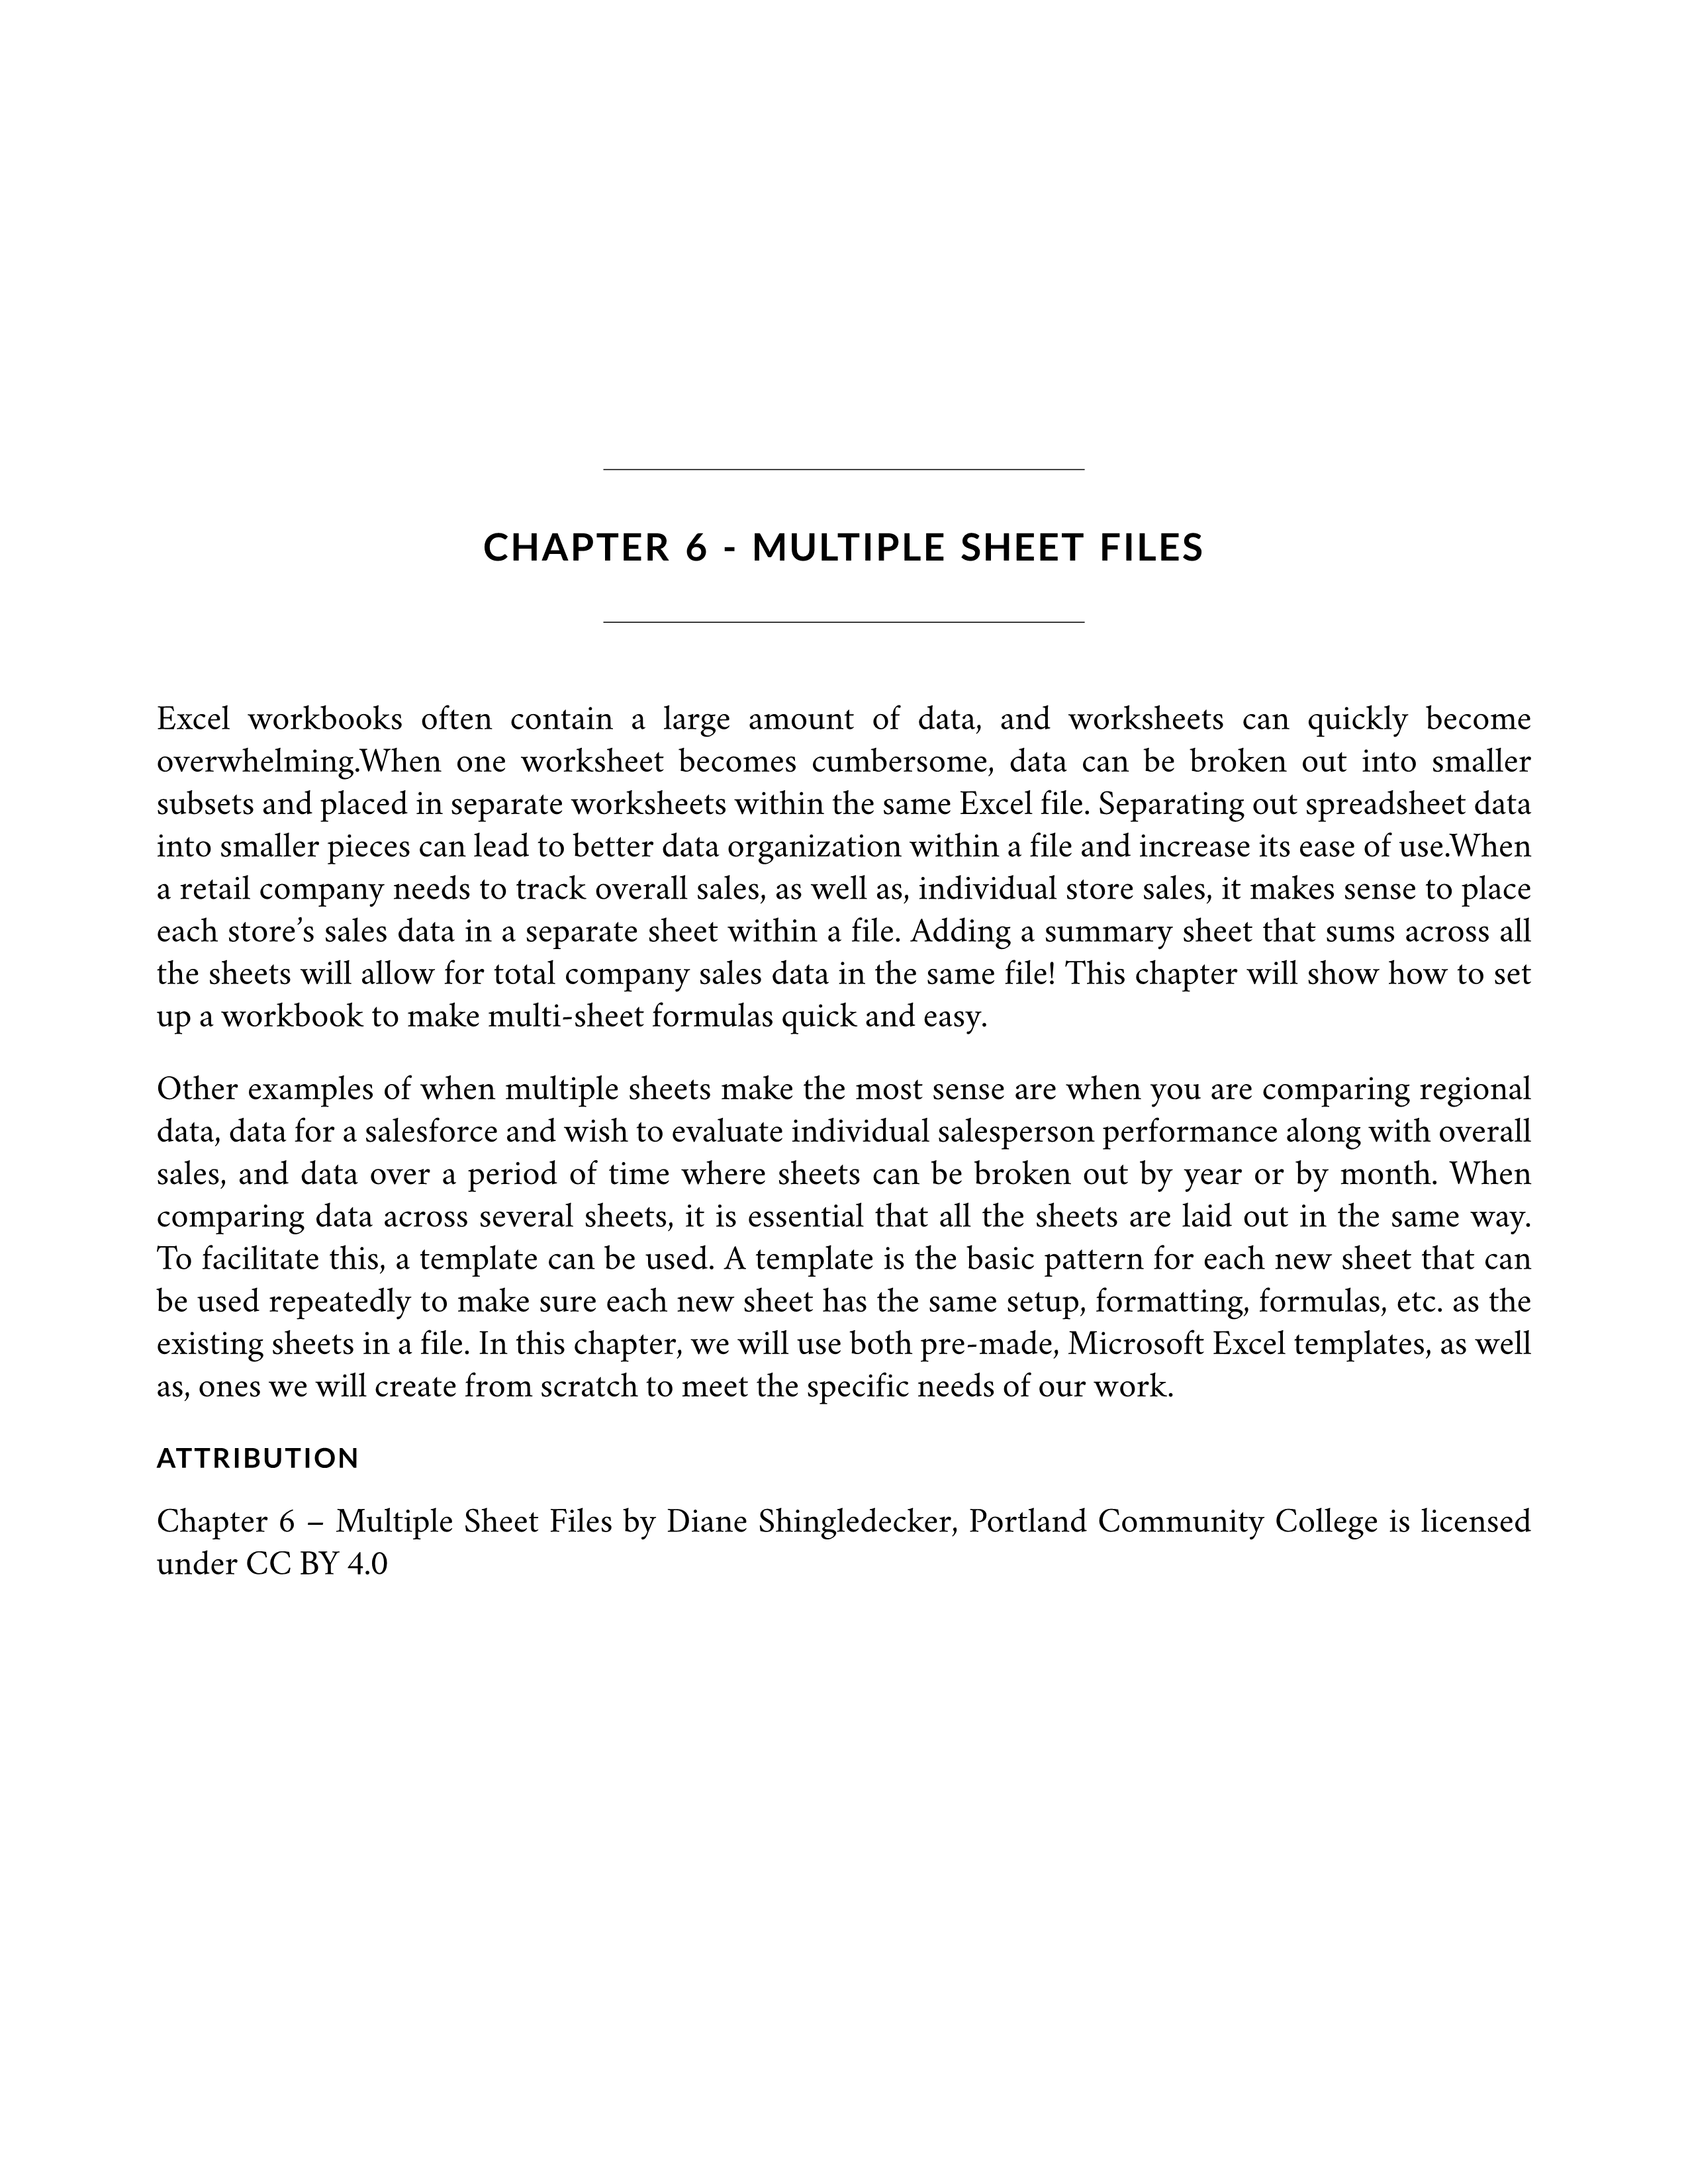 CHAPTER 6 - MULTIPLE SHEET FILES
Excel workbooks often contain a large amount of data, and worksheets can quickly become
overwhelming.When one worksheet becomes cumbersome, data can be broken out into smaller
subsets and placed in separate worksheets within the same Excel file. Separating out spreadsheet data
into smaller pieces can lead to better data organization within a file and increase its ease of use.When
a retail company needs to track overall sales, as well as, individual store sales, it makes sense to place
each store’s sales data in a separate sheet within a file. Adding a summary sheet that sums across all
the sheets will allow for total company sales data in the same file! This chapter will show how to set
up a workbook to make multi-sheet formulas quick and easy.
Other examples of when multiple sheets make the most sense are when you are comparing regional
data, data for a salesforce and wish to evaluate individual salesperson performance along with overall
sales, and data over a period of time where sheets can be broken out by year or by month. When
comparing data across several sheets, it is essential that all the sheets are laid out in the same way.
To facilitate this, a template can be used. A template is the basic pattern for each new sheet that can
be used repeatedly to make sure each new sheet has the same setup, formatting, formulas, etc. as the
existing sheets in a file. In this chapter, we will use both pre-made, Microsoft Excel templates, as well
as, ones we will create from scratch to meet the specific needs of our work.
ATTRIBUTION
Chapter 6 – Multiple Sheet Files by Diane Shingledecker, Portland Community College is licensed
under CC BY 4.0